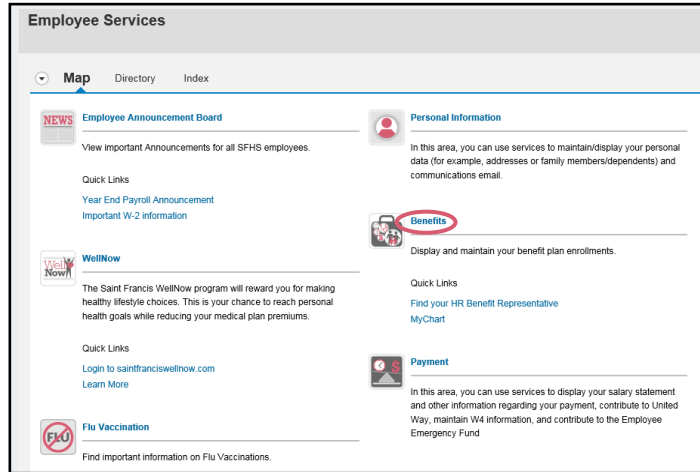 Employee Services
Map Directory Index
NEWS
Employee Announcement Board
View important Announcements for all SFHS employees.
Quick Links
Year End Payroll Announcement
Important W-2 information
Well
Now
WellNow
The Saint Francis WellNow program will reward you for making
healthy lifestyle choices. This is your chance to reach personal
health goals while reducing your medical plan premiums.
Quick Links
Login to saintfranciswellnow.com
Learn More
FLU
Flu Vaccination
Find important information on Flu Vaccinations.
Personal Information
In this area, you can use services to maintain/display your personal
data (for example, addresses or family members/dependents) and
communications email.
Benefits
Display and maintain your benefit plan enrollments.
Quick Links
Find your HR Benefit Representative
MyChart
$
Payment
In this area, you can use services to display your salary statement
and other information regarding your payment, contribute to United
Way, maintain W4 information, and contribute to the Employee
Emergency Fund